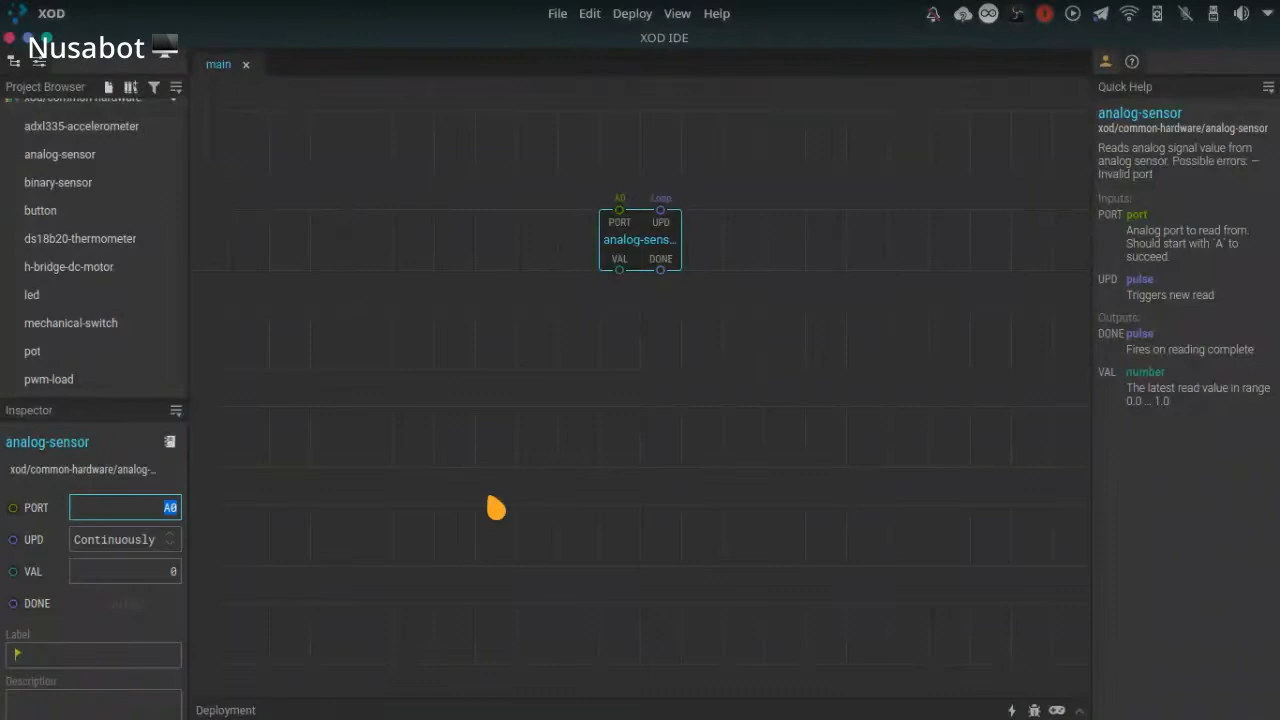 XOD
File Edit Deploy View Help
XOD IDE
Nusabot
main ×
Project Browser
xod/common-hardware
adxl335-accelerometer
analog-sensor
binary-sensor
button
ds18b20-thermometer
h-bridge-dc-motor
led
mechanical-switch
pot
pwm-load
Inspector
analog-sensor
xod/common-hardware/analog-...
PORT A0
UPD Continuously
VAL 0
DONE
Label
Description
A0 Loop
PORT UPD
analog-sens...
VAL DONE
Deployment
Quick Help
analog-sensor
xod/common-hardware/analog-sensor
Reads analog signal value from
analog sensor. Possible errors: —
Invalid port
Inputs:
PORT port
Analog port to read from.
Should start with `A` to
succeed.
UPD pulse
Triggers new read
Outputs:
DONE pulse
Fires on reading complete
VAL number
The latest read value in range
0.0 ... 1.0